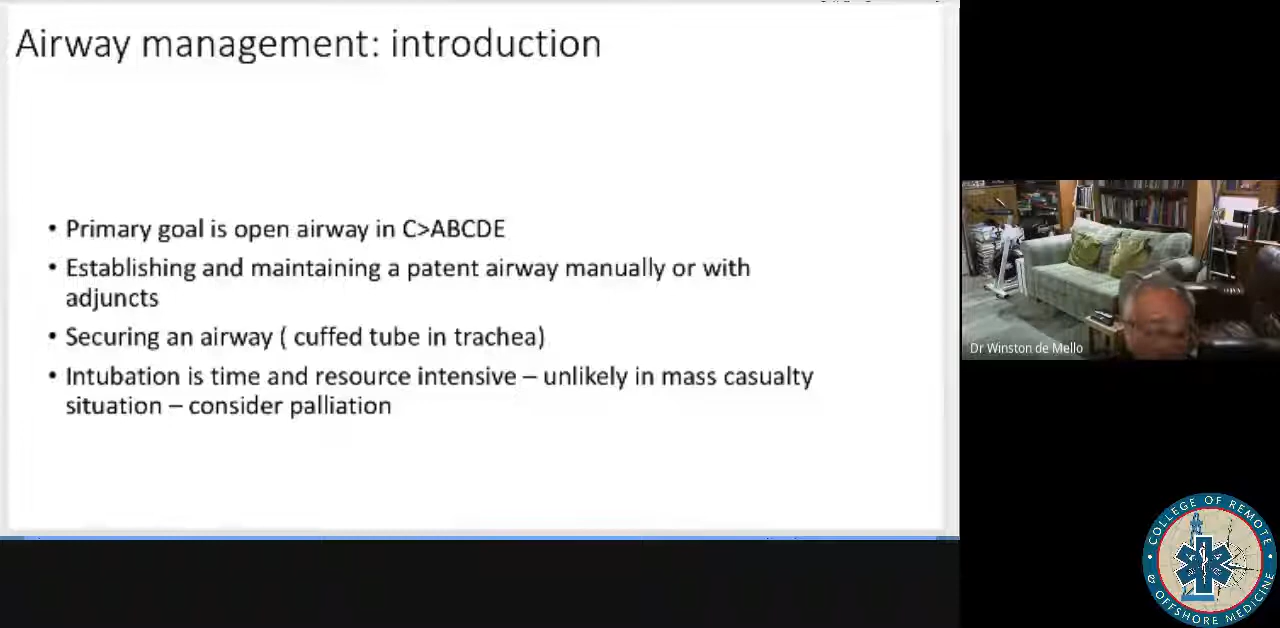 Airway management: introduction
• Primary goal is open airway in C>ABCDE
• Establishing and maintaining a patent airway manually or with
adjuncts
• Securing an airway ( cuffed tube in trachea)
• Intubation is time and resource intensive – unlikely in mass casualty
situation – consider palliation
Dr Winston de Mello
COLLEGE OF REMOTE
& OFFSHORE MEDICINE